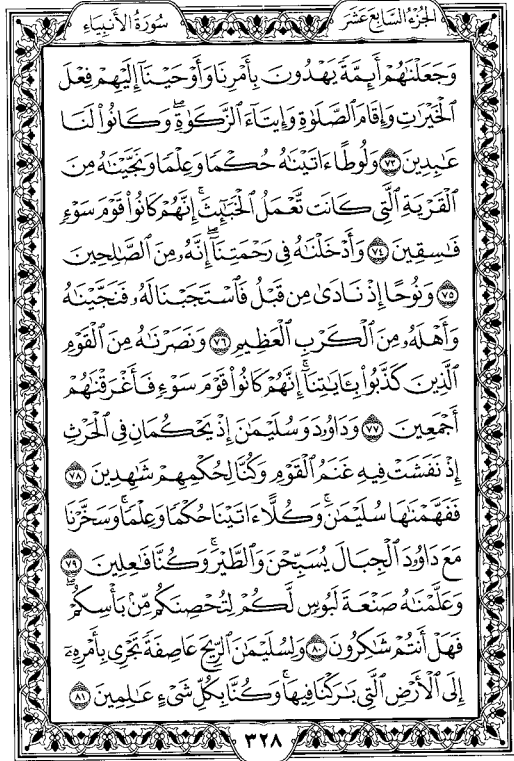 الجُزْءُ السَّابِعَ عَشَرَ
سُورَةُ الأَنبِيَاءِ
وَجَعَلْنَٰهُمْ أَئِمَّةً يَهْدُونَ بِأَمْرِنَا وَأَوْحَيْنَآ إِلَيْهِمْ فِعْلَ
ٱلْخَيْرَٰتِ وَإِقَامَ ٱلصَّلَوٰةِ وَإِيتَآءَ ٱلزَّكَوٰةِۖ وَكَانُوا۟ لَنَا
عَٰبِدِينَ ٧٣ وَلُوطًا ءَاتَيْنَٰهُ حُكْمًا وَعِلْمًا وَنَجَّيْنَٰهُ مِنَ
ٱلْقَرْيَةِ ٱلَّتِى كَانَت تَّعْمَلُ ٱلْخَبَٰٓئِثَۗ إِنَّهُمْ كَانُوا۟ قَوْمَ سَوْءٍ
فَٰسِقِينَ ٧٤ وَأَدْخَلْنَٰهُ فِى رَحْمَتِنَآۖ إِنَّهُۥ مِنَ ٱلصَّٰلِحِينَ
٧٥ وَنُوحًا إِذْ نَادَىٰ مِن قَبْلُ فَٱسْتَجَبْنَا لَهُۥ فَنَجَّيْنَٰهُ
وَأَهْلَهُۥ مِنَ ٱلْكَرْبِ ٱلْعَظِيمِ ٧٦ وَنَصَرْنَٰهُ مِنَ ٱلْقَوْمِ
ٱلَّذِينَ كَذَّبُوا۟ بِـَٔايَٰتِنَآۚ إِنَّهُمْ كَانُوا۟ قَوْمَ سَوْءٍ فَأَغْرَقْنَٰهُمْ
أَجْمَعِينَ ٧٧ وَدَاوُۥدَ وَسُلَيْمَٰنَ إِذْ يَحْكُمَانِ فِى ٱلْحَرْثِ
إِذْ نَفَشَتْ فِيهِ غَنَمُ ٱلْقَوْمِ وَكُنَّا لِحُكْمِهِمْ شَٰهِدِينَ ٧٨
فَفَهَّمْنَٰهَا سُلَيْمَٰنَۚ وَكُلًّا ءَاتَيْنَا حُكْمًا وَعِلْمًاۚ وَسَخَّرْنَا
مَعَ دَاوُۥدَ ٱلْجِبَالَ يُسَبِّحْنَ وَٱلطَّيْرَۚ وَكُنَّا فَٰعِلِينَ ٧٩
وَعَلَّمْنَٰهُ صَنْعَةَ لَبُوسٍ لَّكُمْ لِتُحْصِنَكُم مِّنۢ بَأْسِكُمْۖ
فَهَلْ أَنتُمْ شَٰكِرُونَ ٨٠ وَلِسُلَيْمَٰنَ ٱلرِّيحَ عَاصِفَةً تَجْرِى بِأَمْرِهِۦٓ
إِلَى ٱلْأَرْضِ ٱلَّتِى بَٰرَكْنَا فِيهَاۚ وَكُنَّا بِكُلِّ شَىْءٍ عَٰلِمِينَ ٨١
٣٢٨